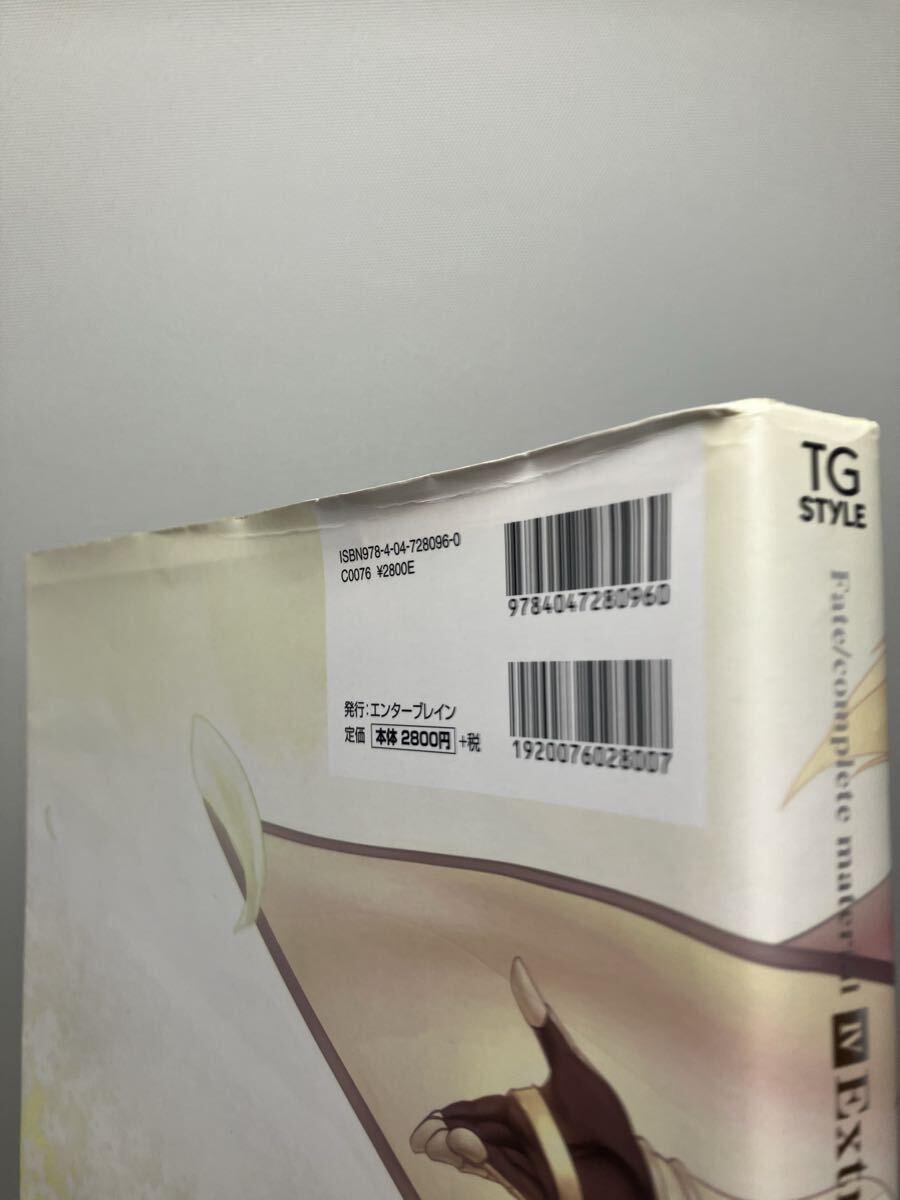 ISBN978-4-04-728096-0
C0076 ¥2800E
9784047280960
発行:エンターブレイン
定価 本体 2800円 +税
1920076028007
TG
STYLE
Fate/complete material IV Ext